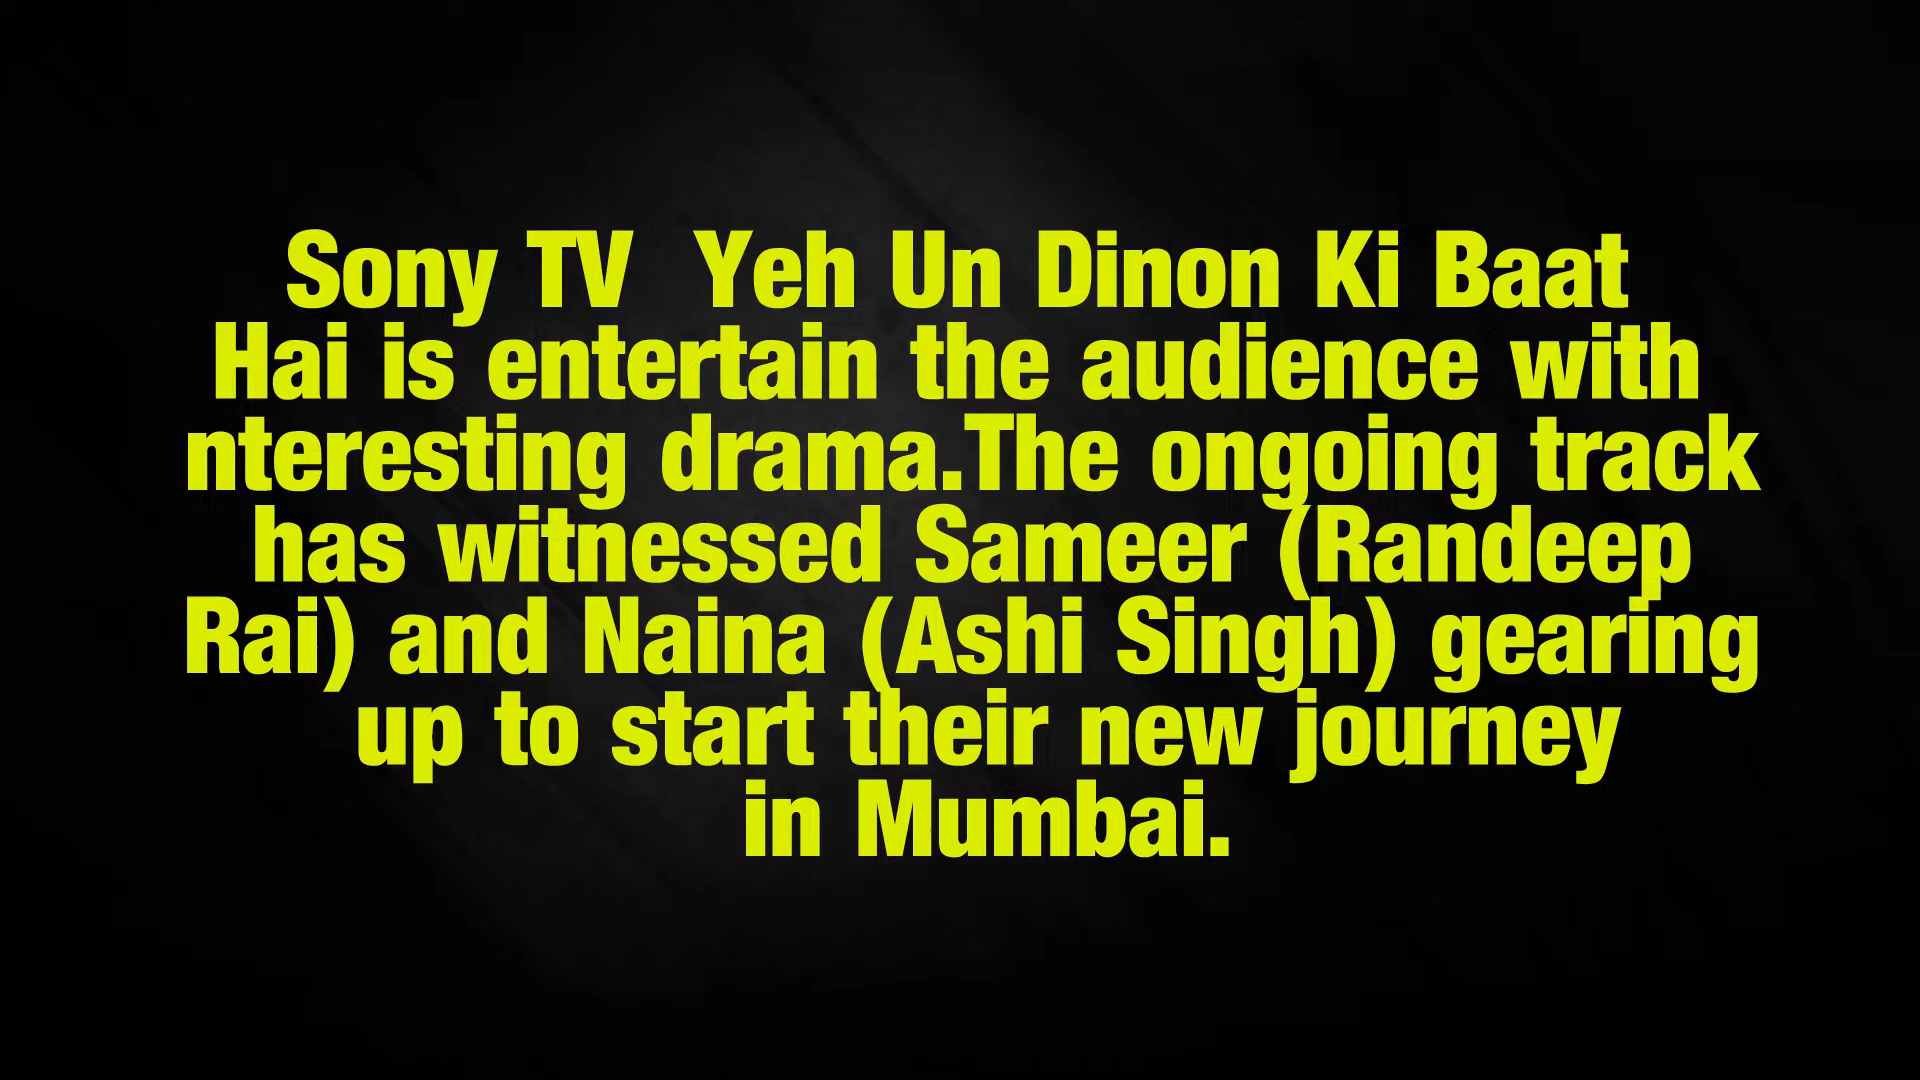 Sony TV  Yeh Un Dinon Ki Baat
Hai is entertain the audience with
nteresting drama.The ongoing track
has witnessed Sameer (Randeep
Rai) and Naina (Ashi Singh) gearing
up to start their new journey
in Mumbai.